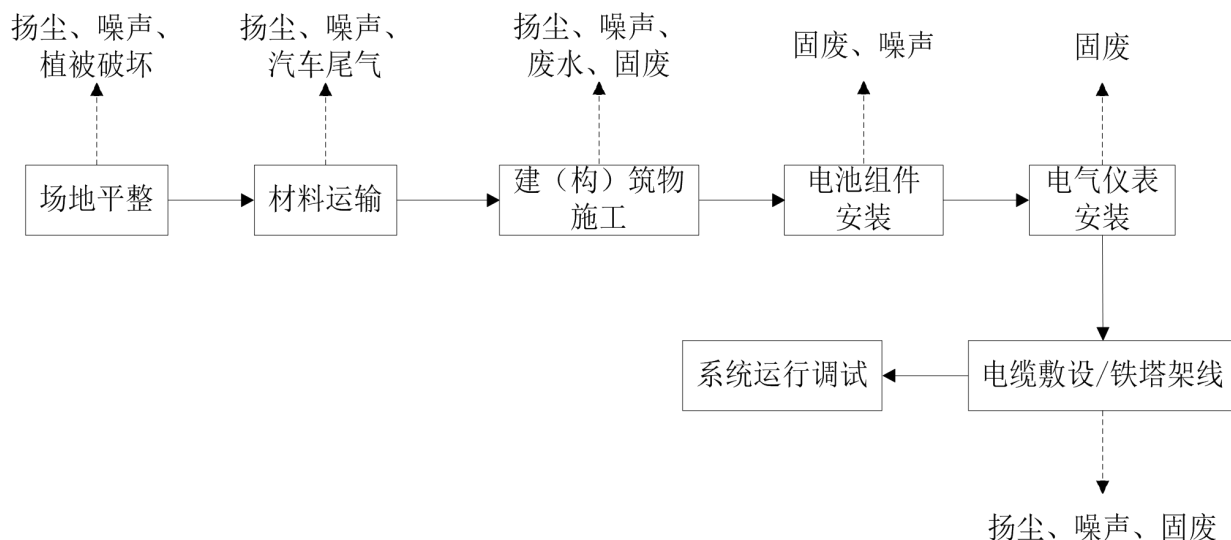 扬尘、噪声、
植被破坏
扬尘、噪声、
汽车尾气
扬尘、噪声、
废水、固废
固废、噪声
固废
场地平整
材料运输
建（构）筑物
施工
电池组件
安装
电气仪表
安装
系统运行调试
电缆敷设/铁塔架线
扬尘、噪声、固废